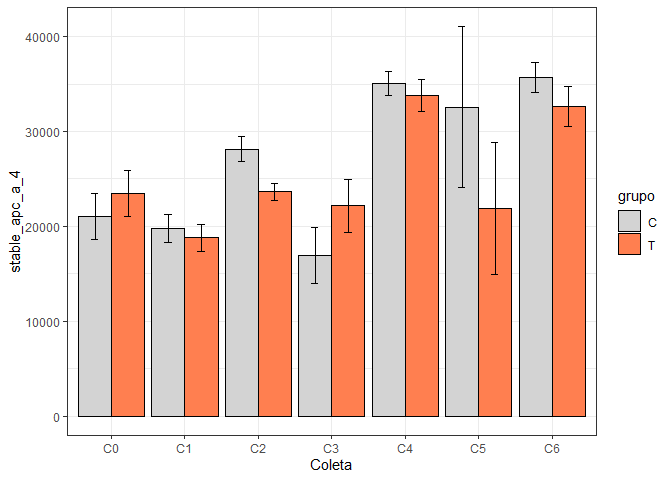 40000
30000
20000
10000
0
stable_apc_a_4
C0 C1 C2 C3 C4 C5 C6
Coleta
grupo
C
T